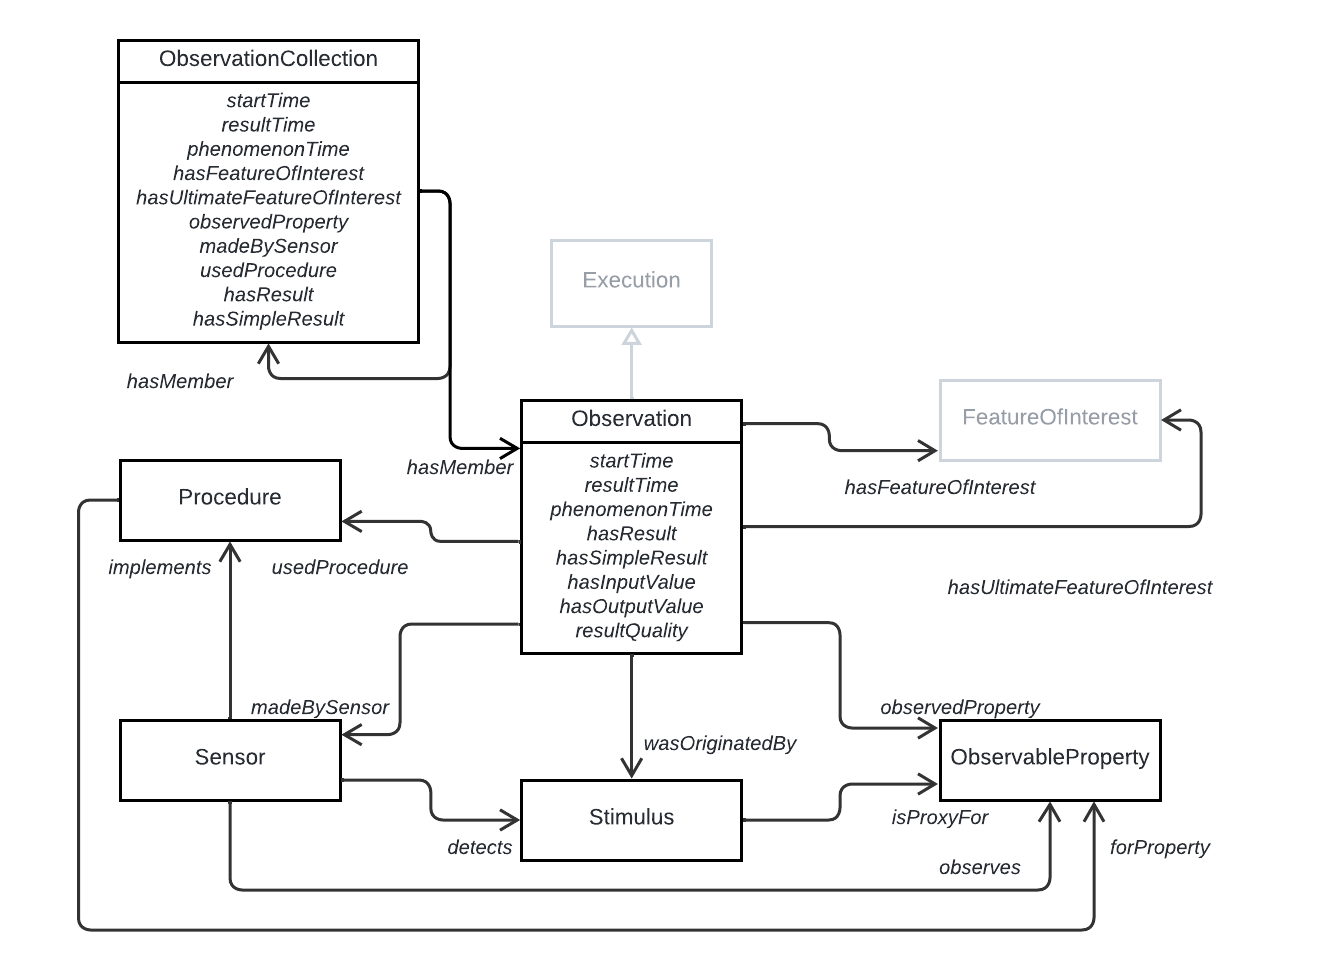 ObservationCollection
startTime
resultTime
phenomenonTime
hasFeatureOfInterest
hasUltimateFeatureOfInterest
observedProperty
madeBySensor
usedProcedure
hasResult
hasSimpleResult
hasMember
Execution
Observation
startTime
resultTime
phenomenonTime
hasResult
hasSimpleResult
hasInputValue
hasOutputValue
resultQuality
hasMember
FeatureOfInterest
hasFeatureOfInterest
hasUltimateFeatureOfInterest
Procedure
implements
usedProcedure
madeBySensor
Sensor
detects
wasOriginatedBy
Stimulus
observedProperty
ObservableProperty
isProxyFor
observes
forProperty